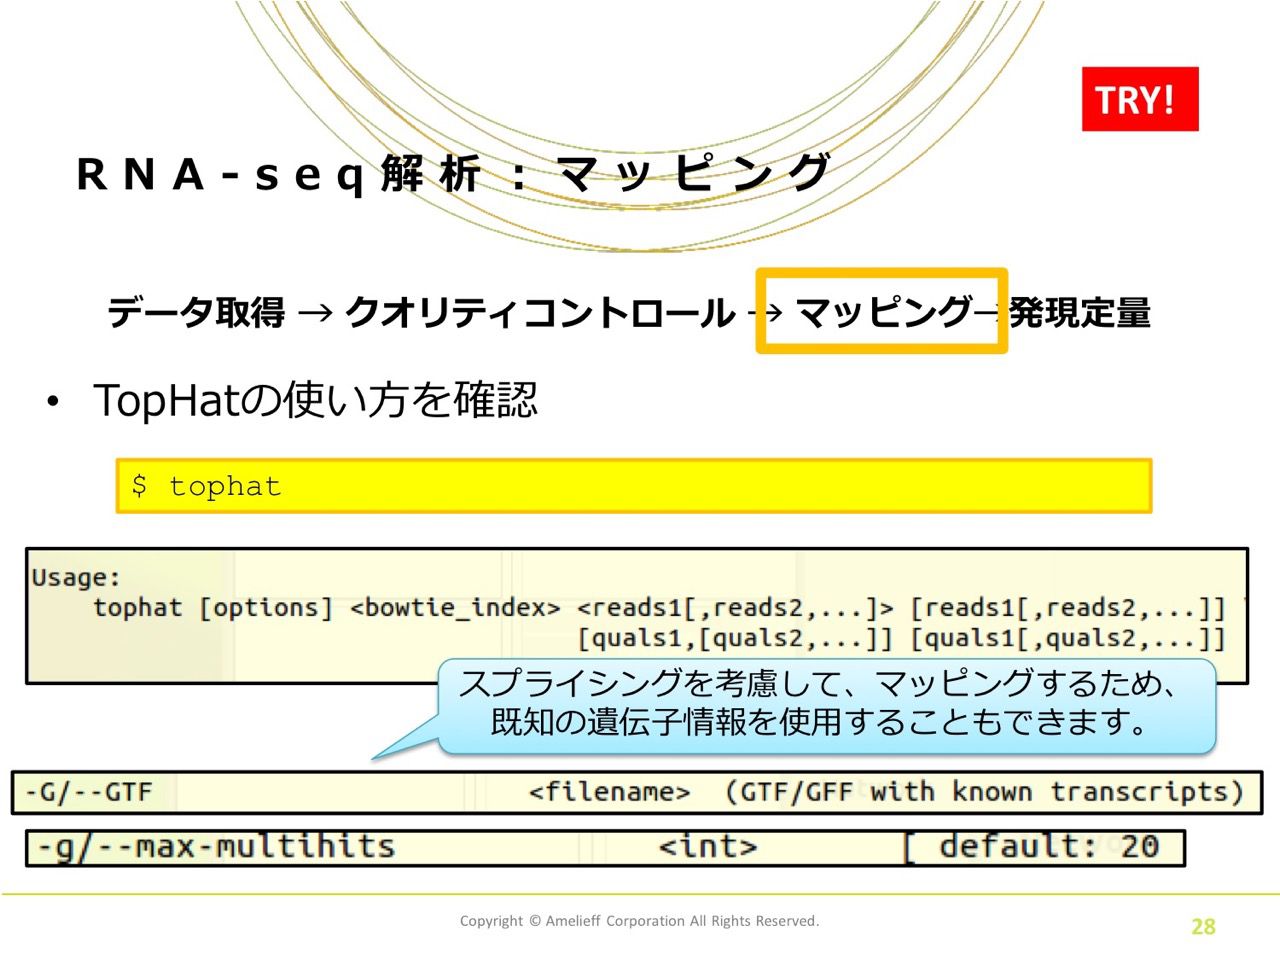 TRY!
RNA-seq解析：マッピング
データ取得 → クオリティコントロール → マッピング→発現定量
• TopHatの使い方を確認
$ tophat
Usage:
tophat [options] <bowtie_index> <reads1[,reads2,...]> [reads1[,reads2,...]] \
[quals1,[quals2,...]] [quals1[,quals2,...]]
スプライシングを考慮して、マッピングするため、
既知の遺伝子情報を使用することもできます。
-G/--GTF <filename> (GTF/GFF with known transcripts)
-g/--max-multihits <int> [ default: 20
Copyright © Amelieff Corporation All Rights Reserved.
28